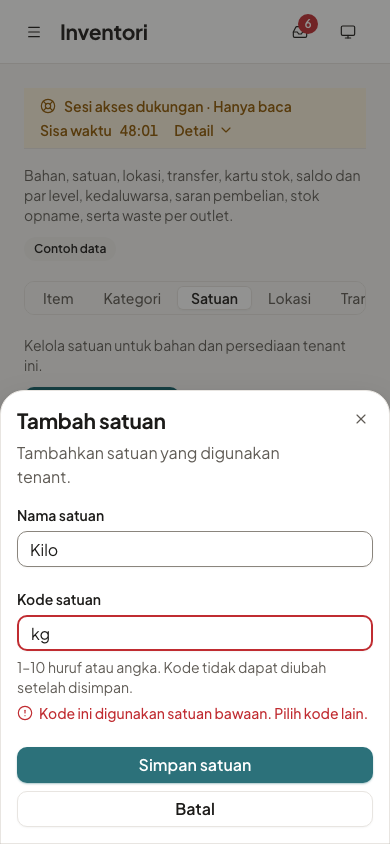 Inventori
6
Sesi akses dukungan · Hanya baca
Sisa waktu 48:01 Detail
Bahan, satuan, lokasi, transfer, kartu stok, saldo dan
par level, kedaluwarsa, saran pembelian, stok
opname, serta waste per outlet.
Contoh data
Item Kategori Satuan Lokasi Tran
Kelola satuan untuk bahan dan persediaan tenant
ini.
Tambah satuan
Tambahkan satuan yang digunakan
tenant.
Nama satuan
Kilo
Kode satuan
kg
1–10 huruf atau angka. Kode tidak dapat diubah
setelah disimpan.
Kode ini digunakan satuan bawaan. Pilih kode lain.
Simpan satuan
Batal